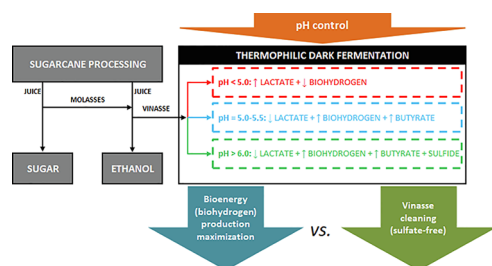 pH control
THERMOPHILIC DARK FERMENTATION
SUGARCANE PROCESSING
JUICE
JUICE
MOLASSES
VINASSE
SUGAR
ETHANOL
pH < 5.0: ↑ LACTATE + ↓ BIOHYDROGEN
pH = 5.0-5.5: ↓ LACTATE + ↑ BIOHYDROGEN + ↑ BUTYRATE
pH > 6.0: ↓ LACTATE + ↑ BIOHYDROGEN + ↑ BUTYRATE + SULFIDE
Bioenergy
(biohydrogen)
production
maximization
vs.
Vinasse
cleaning
(sulfate-free)